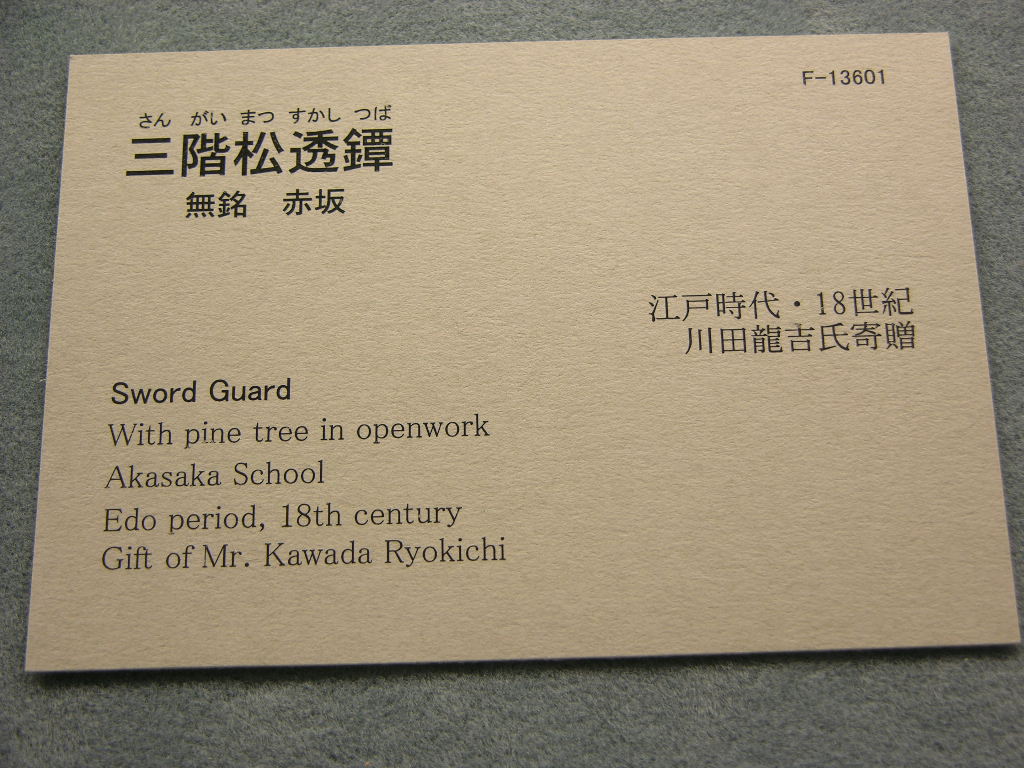 F-13601
さん がい まつ すかし つば
三階松透鐔
無銘 赤坂
江戸時代・18世紀
川田龍吉氏寄贈
Sword Guard
With pine tree in openwork
Akasaka School
Edo period, 18th century
Gift of Mr. Kawada Ryokichi